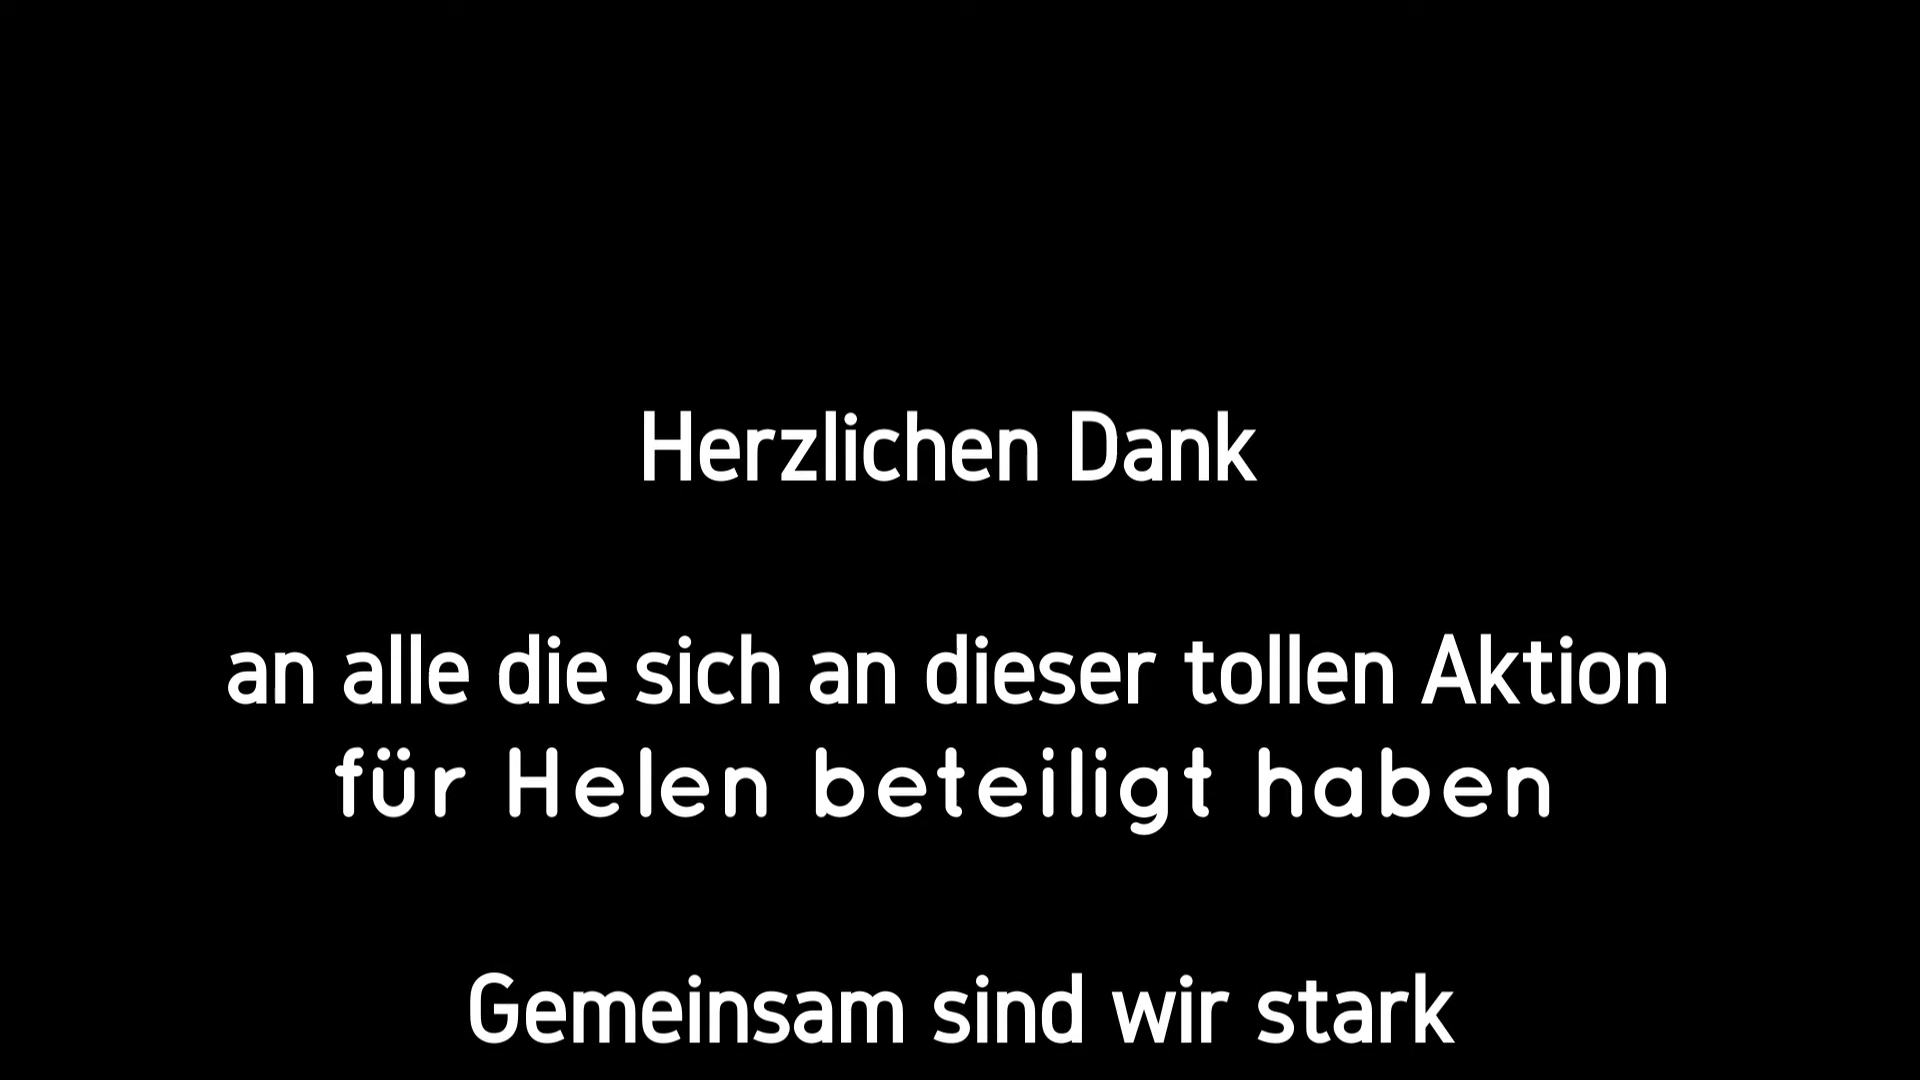 Herzlichen Dank
an alle die sich an dieser tollen Aktion
für Helen beteiligt haben
Gemeinsam sind wir stark